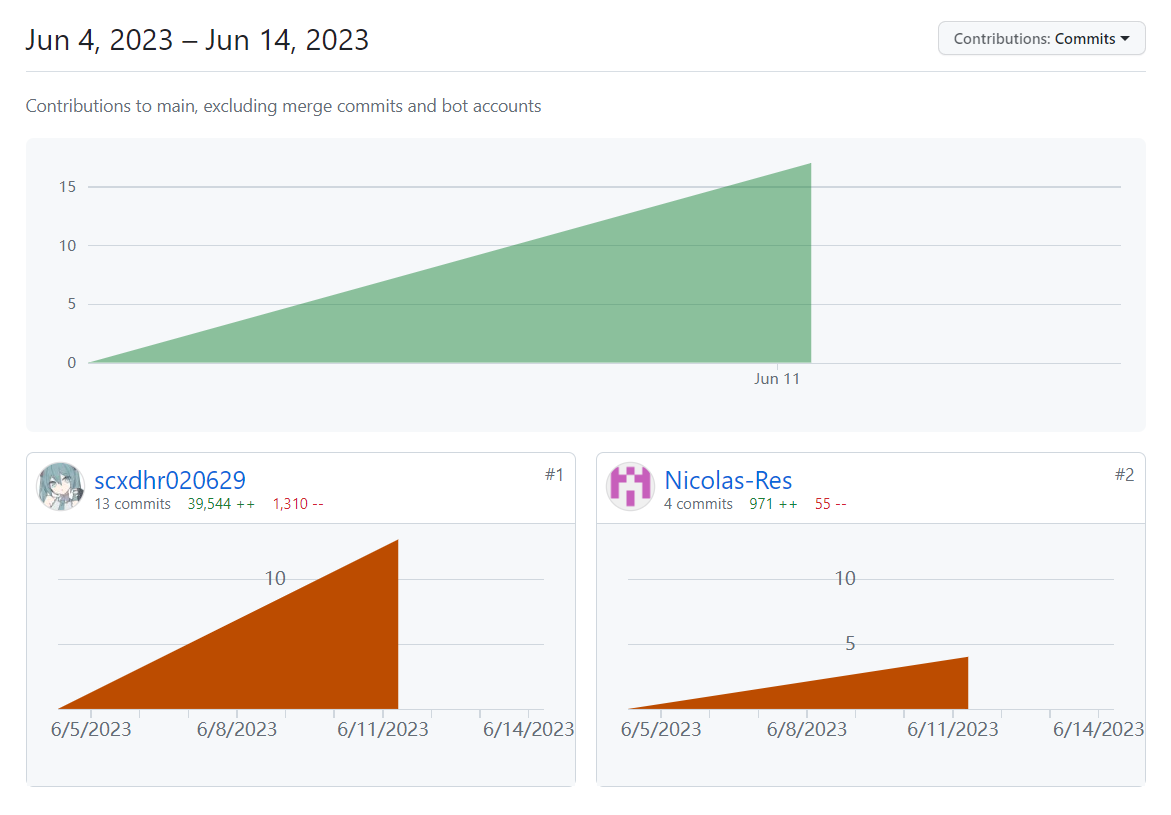 Jun 4, 2023 – Jun 14, 2023
Contributions: Commits
Contributions to main, excluding merge commits and bot accounts
15
10
5
0
Jun 11
scxdhr020629
#1
13 commits 39,544 ++ 1,310 --
10
6/5/2023 6/8/2023 6/11/2023 6/14/2023
Nicolas-Res
#2
4 commits 971 ++ 55 --
10
5
6/5/2023 6/8/2023 6/11/2023 6/14/2023